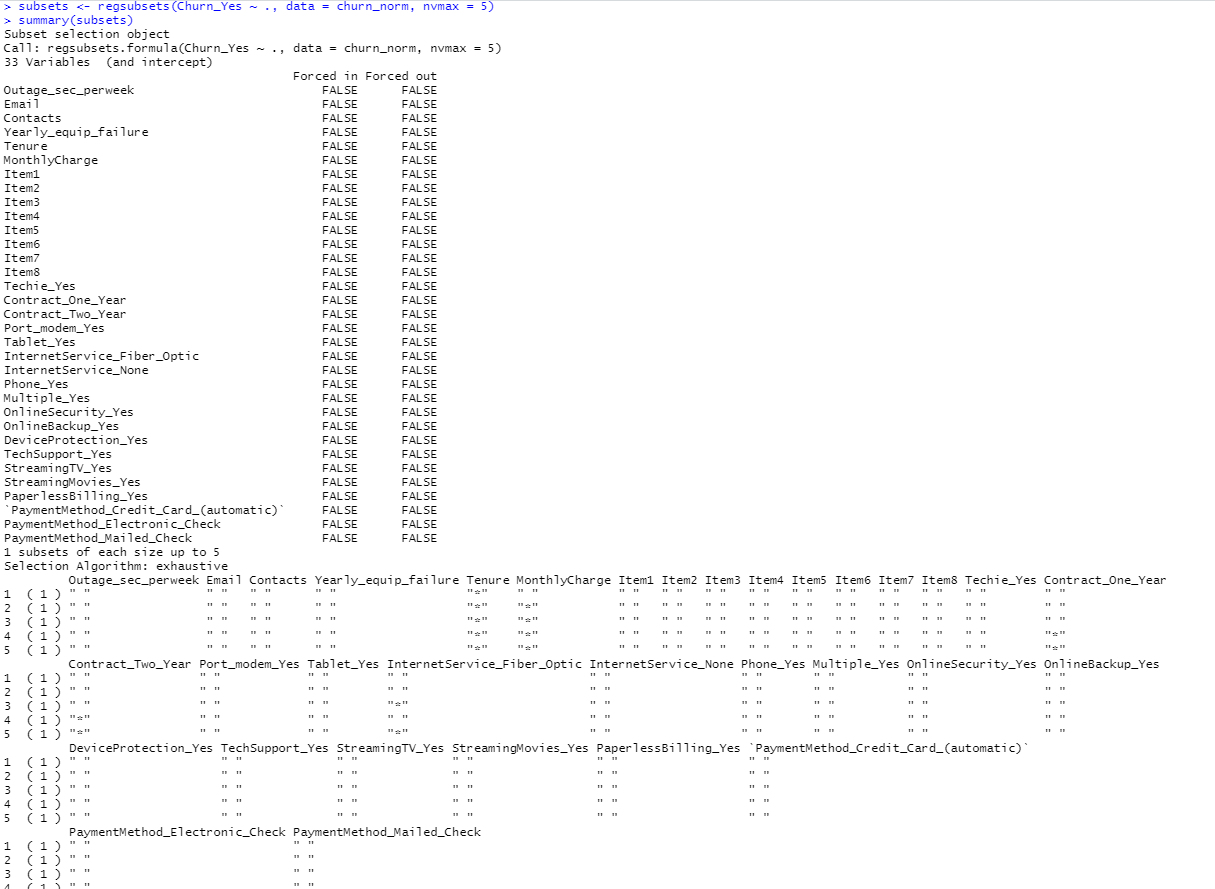 > subsets <- regsubsets(Churn_Yes ~ ., data = churn_norm, nvmax = 5)
> summary(subsets)
Subset selection object
Call: regsubsets.formula(Churn_Yes ~ ., data = churn_norm, nvmax = 5)
33 Variables  (and intercept)
                                        Forced in Forced out
Outage_sec_perweek                          FALSE      FALSE
Email                                       FALSE      FALSE
Contacts                                    FALSE      FALSE
Yearly_equip_failure                        FALSE      FALSE
Tenure                                      FALSE      FALSE
MonthlyCharge                               FALSE      FALSE
Item1                                       FALSE      FALSE
Item2                                       FALSE      FALSE
Item3                                       FALSE      FALSE
Item4                                       FALSE      FALSE
Item5                                       FALSE      FALSE
Item6                                       FALSE      FALSE
Item7                                       FALSE      FALSE
Item8                                       FALSE      FALSE
Techie_Yes                                  FALSE      FALSE
Contract_One_Year                           FALSE      FALSE
Contract_Two_Year                           FALSE      FALSE
Port_modem_Yes                              FALSE      FALSE
Tablet_Yes                                  FALSE      FALSE
InternetService_Fiber_Optic                 FALSE      FALSE
InternetService_None                        FALSE      FALSE
Phone_Yes                                   FALSE      FALSE
Multiple_Yes                                FALSE      FALSE
OnlineSecurity_Yes                          FALSE      FALSE
OnlineBackup_Yes                            FALSE      FALSE
DeviceProtection_Yes                        FALSE      FALSE
TechSupport_Yes                             FALSE      FALSE
StreamingTV_Yes                             FALSE      FALSE
StreamingMovies_Yes                         FALSE      FALSE
PaperlessBilling_Yes                        FALSE      FALSE
`PaymentMethod_Credit_Card_(automatic)`     FALSE      FALSE
PaymentMethod_Electronic_Check              FALSE      FALSE
PaymentMethod_Mailed_Check                  FALSE      FALSE
1 subsets of each size up to 5
Selection Algorithm: exhaustive
         Outage_sec_perweek Email Contacts Yearly_equip_failure Tenure MonthlyCharge Item1 Item2 Item3 Item4 Item5 Item6 Item7 Item8 Techie_Yes Contract_One_Year
1  ( 1 ) " "                " "   " "      " "                  "*"    " "           " "   " "   " "   " "   " "   " "   " "   " "   " "        " "
2  ( 1 ) " "                " "   " "      " "                  "*"    "*"           " "   " "   " "   " "   " "   " "   " "   " "   " "        " "
3  ( 1 ) " "                " "   " "      " "                  "*"    "*"           " "   " "   " "   " "   " "   " "   " "   " "   " "        " "
4  ( 1 ) " "                " "   " "      " "                  "*"    "*"           " "   " "   " "   " "   " "   " "   " "   " "   " "        "*"
5  ( 1 ) " "                " "   " "      " "                  "*"    "*"           " "   " "   " "   " "   " "   " "   " "   " "   " "        "*"
         Contract_Two_Year Port_modem_Yes Tablet_Yes InternetService_Fiber_Optic InternetService_None Phone_Yes Multiple_Yes OnlineSecurity_Yes OnlineBackup_Yes
1  ( 1 ) " "               " "            " "        " "                         " "                  " "       " "          " "                " "
2  ( 1 ) " "               " "            " "        " "                         " "                  " "       " "          " "                " "
3  ( 1 ) " "               " "            " "        "*"                         " "                  " "       " "          " "                " "
4  ( 1 ) "*"               " "            " "        " "                         " "                  " "       " "          " "                " "
5  ( 1 ) "*"               " "            " "        "*"                         " "                  " "       " "          " "                " "
         DeviceProtection_Yes TechSupport_Yes StreamingTV_Yes StreamingMovies_Yes PaperlessBilling_Yes `PaymentMethod_Credit_Card_(automatic)`
1  ( 1 ) " "                  " "             " "             " "                 " "                  " "
2  ( 1 ) " "                  " "             " "             " "                 " "                  " "
3  ( 1 ) " "                  " "             " "             " "                 " "                  " "
4  ( 1 ) " "                  " "             " "             " "                 " "                  " "
5  ( 1 ) " "                  " "             " "             " "                 " "                  " "
         PaymentMethod_Electronic_Check PaymentMethod_Mailed_Check
1  ( 1 ) " "                            " "
2  ( 1 ) " "                            " "
3  ( 1 ) " "                            " "
4  ( 1 ) " "                            " "